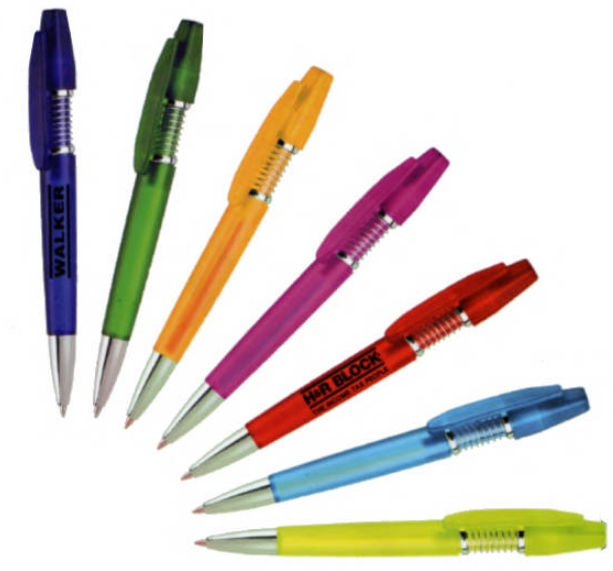 WALKER
H&R BLOCK
THE INCOME TAX PEOPLE